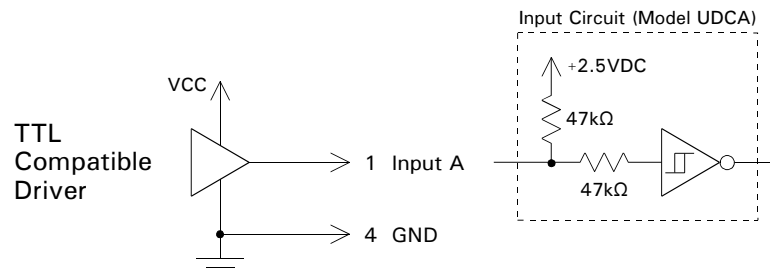 Input Circuit (Model UDCA)
+2.5VDC
VCC
47kΩ
TTL
Compatible
Driver
1 Input A
47kΩ
4 GND